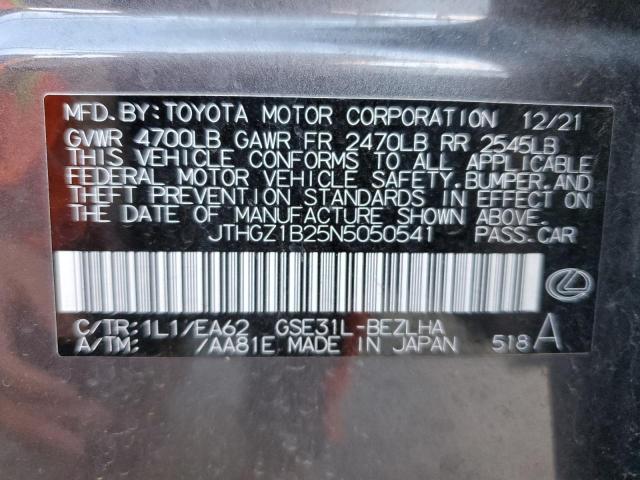 MFD. BY: TOYOTA MOTOR CORPORATION 12/21
GVWR 4700LB GAWR FR 2470LB RR 2545LB
THIS VEHICLE CONFORMS TO ALL APPLICABLE
FEDERAL MOTOR VEHICLE SAFETY, BUMPER, AND
THEFT PREVENTION STANDARDS IN EFFECT ON
THE DATE OF MANUFACTURE SHOWN ABOVE.
JTHGZ1B25N5050541 PASS. CAR
C/TR: 1L1/EA62 GSE31L-BEZLHA
A/TM: /AA81E MADE IN JAPAN 518 A